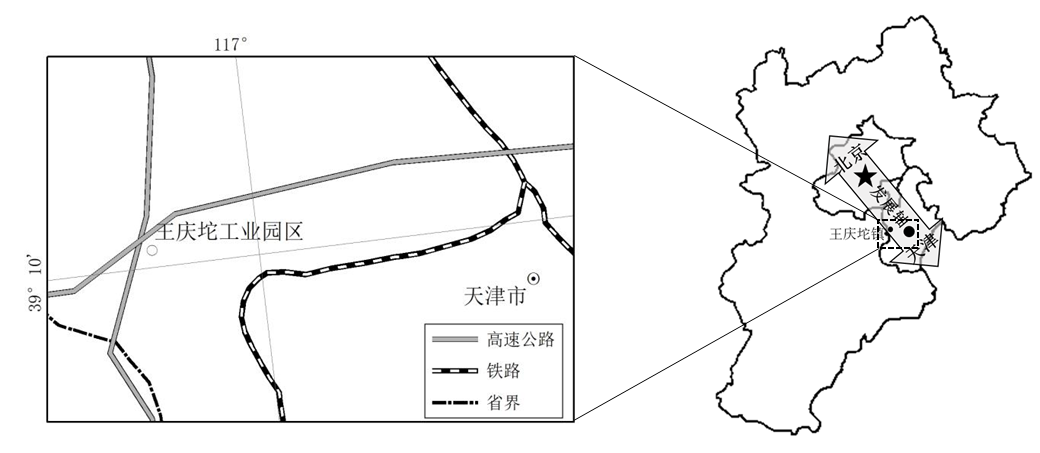 117°
39° 10'
王庆坨工业园区
天津市
高速公路
铁路
省界
北京
发展轴
天津
王庆坨镇